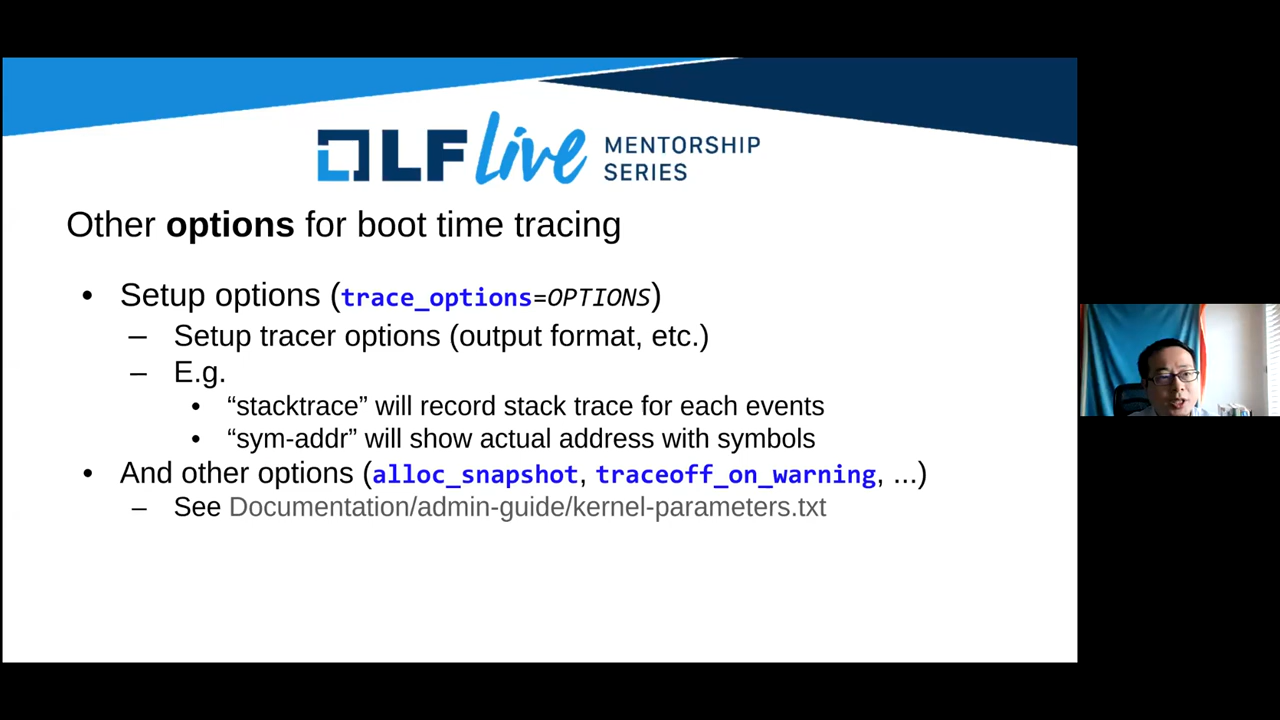 LF Live MENTORSHIP
SERIES
Other options for boot time tracing
• Setup options (trace_options=OPTIONS)
– Setup tracer options (output format, etc.)
– E.g.
• “stacktrace” will record stack trace for each events
• “sym-addr” will show actual address with symbols
• And other options (alloc_snapshot, traceoff_on_warning, ...)
– See Documentation/admin-guide/kernel-parameters.txt